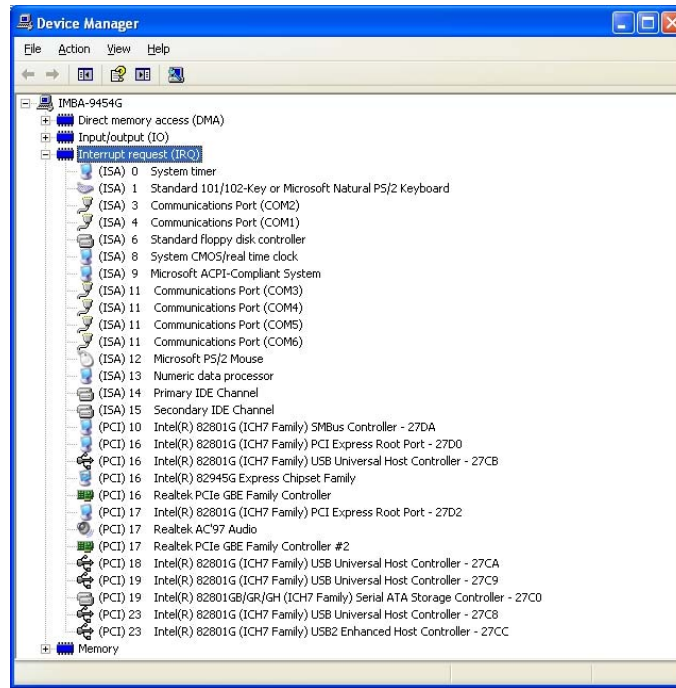 Device Manager
File Action View Help
IMBA-9454G
Direct memory access (DMA)
Input/output (IO)
Interrupt request (IRQ)
(ISA) 0 System timer
(ISA) 1 Standard 101/102-Key or Microsoft Natural PS/2 Keyboard
(ISA) 3 Communications Port (COM2)
(ISA) 4 Communications Port (COM1)
(ISA) 6 Standard floppy disk controller
(ISA) 8 System CMOS/real time clock
(ISA) 9 Microsoft ACPI-Compliant System
(ISA) 11 Communications Port (COM3)
(ISA) 11 Communications Port (COM4)
(ISA) 11 Communications Port (COM5)
(ISA) 11 Communications Port (COM6)
(ISA) 12 Microsoft PS/2 Mouse
(ISA) 13 Numeric data processor
(ISA) 14 Primary IDE Channel
(ISA) 15 Secondary IDE Channel
(PCI) 10 Intel(R) 82801G (ICH7 Family) SMBus Controller - 27DA
(PCI) 16 Intel(R) 82801G (ICH7 Family) PCI Express Root Port - 27D0
(PCI) 16 Intel(R) 82801G (ICH7 Family) USB Universal Host Controller - 27CB
(PCI) 16 Intel(R) 82945G Express Chipset Family
(PCI) 16 Realtek PCIe GBE Family Controller
(PCI) 17 Intel(R) 82801G (ICH7 Family) PCI Express Root Port - 27D2
(PCI) 17 Realtek AC'97 Audio
(PCI) 17 Realtek PCIe GBE Family Controller #2
(PCI) 18 Intel(R) 82801G (ICH7 Family) USB Universal Host Controller - 27CA
(PCI) 19 Intel(R) 82801G (ICH7 Family) USB Universal Host Controller - 27C9
(PCI) 19 Intel(R) 82801GB/GR/GH (ICH7 Family) Serial ATA Storage Controller - 27C0
(PCI) 23 Intel(R) 82801G (ICH7 Family) USB Universal Host Controller - 27C8
(PCI) 23 Intel(R) 82801G (ICH7 Family) USB2 Enhanced Host Controller - 27CC
Memory